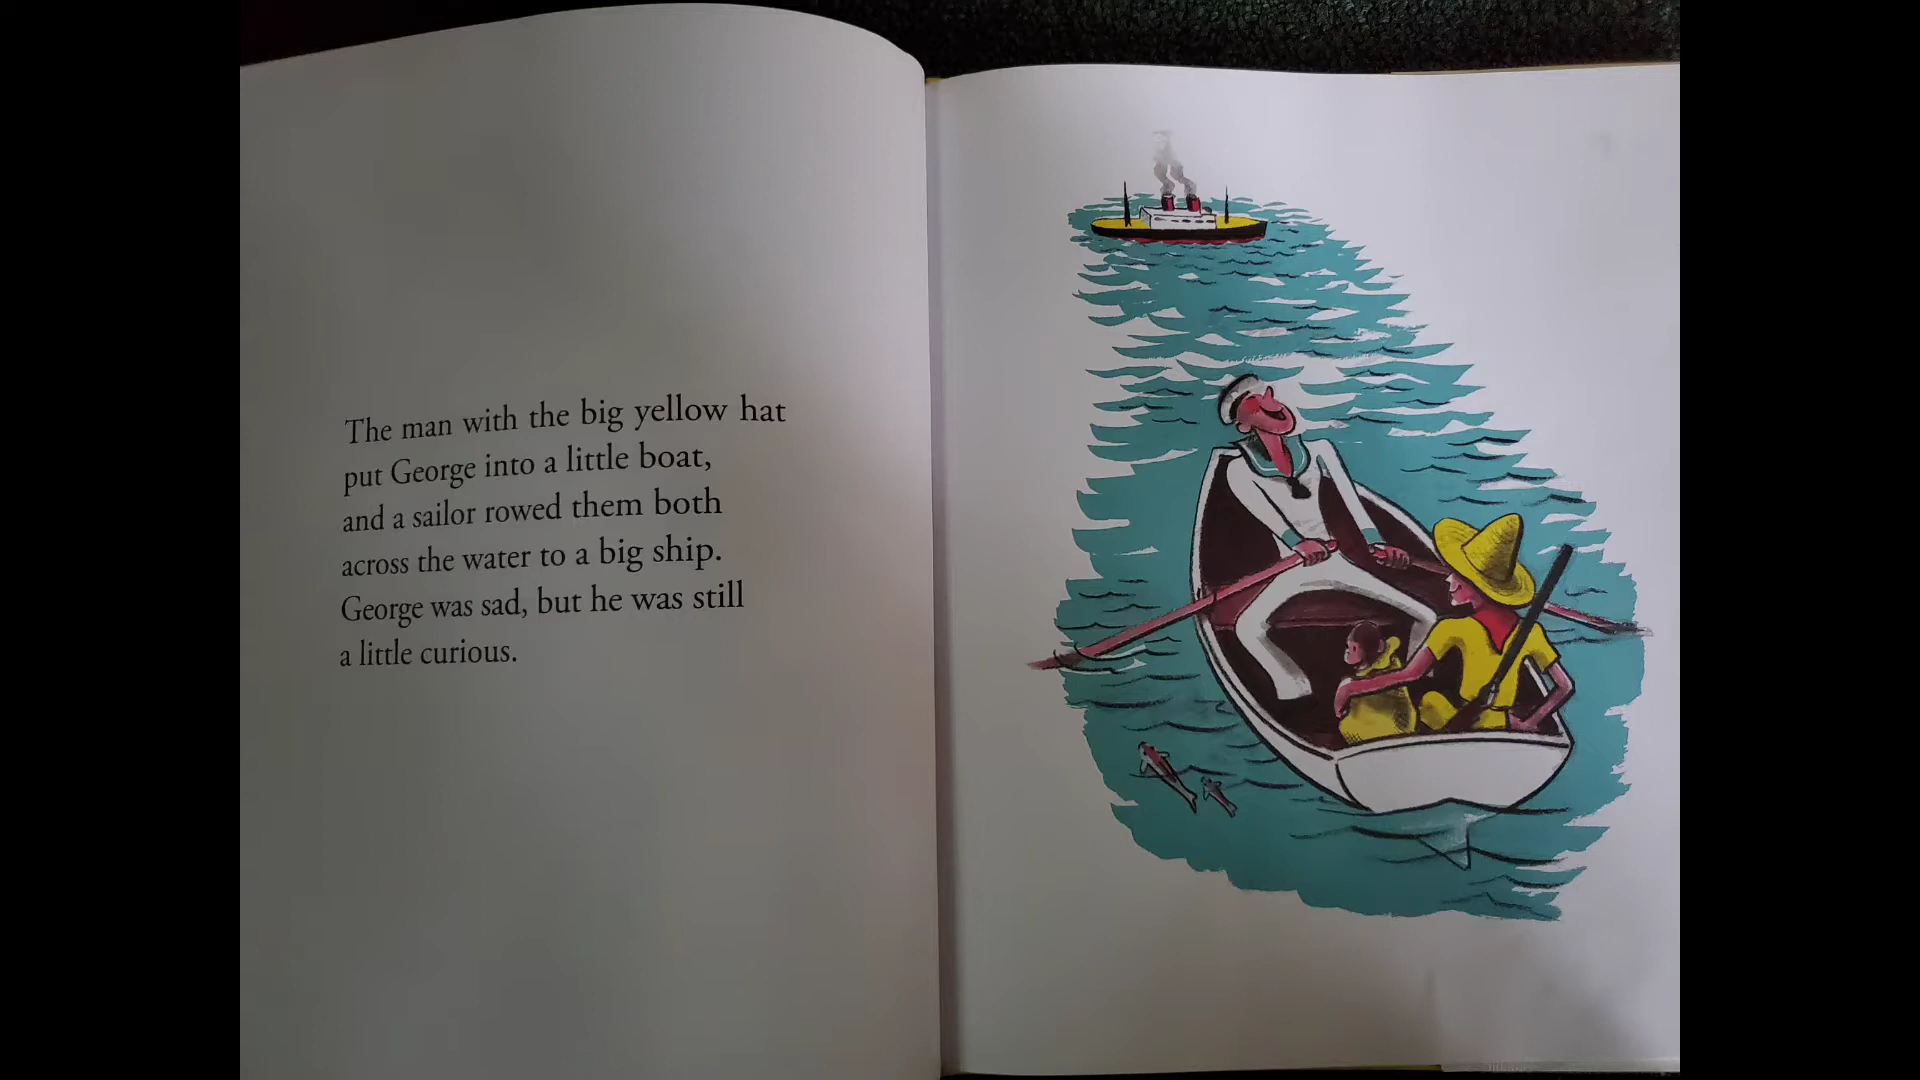 The man with the big yellow hat
put George into a little boat,
and a sailor rowed them both
across the water to a big ship.
George was sad, but he was still
a little curious.